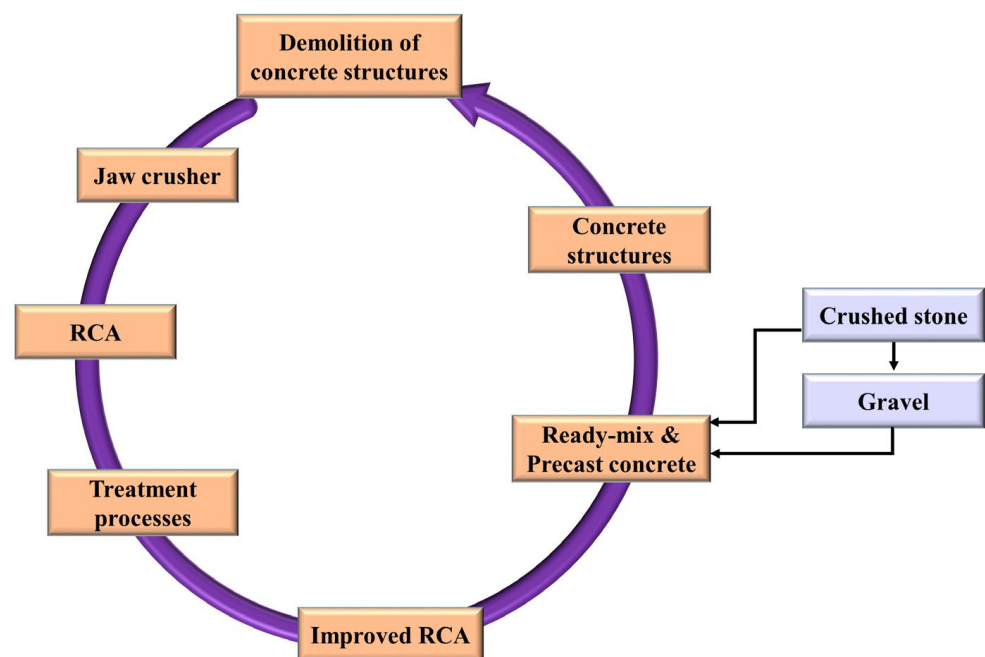 Demolition of
concrete structures
Jaw crusher
RCA
Treatment
processes
Improved RCA
Ready-mix &
Precast concrete
Concrete
structures
Crushed stone
Gravel